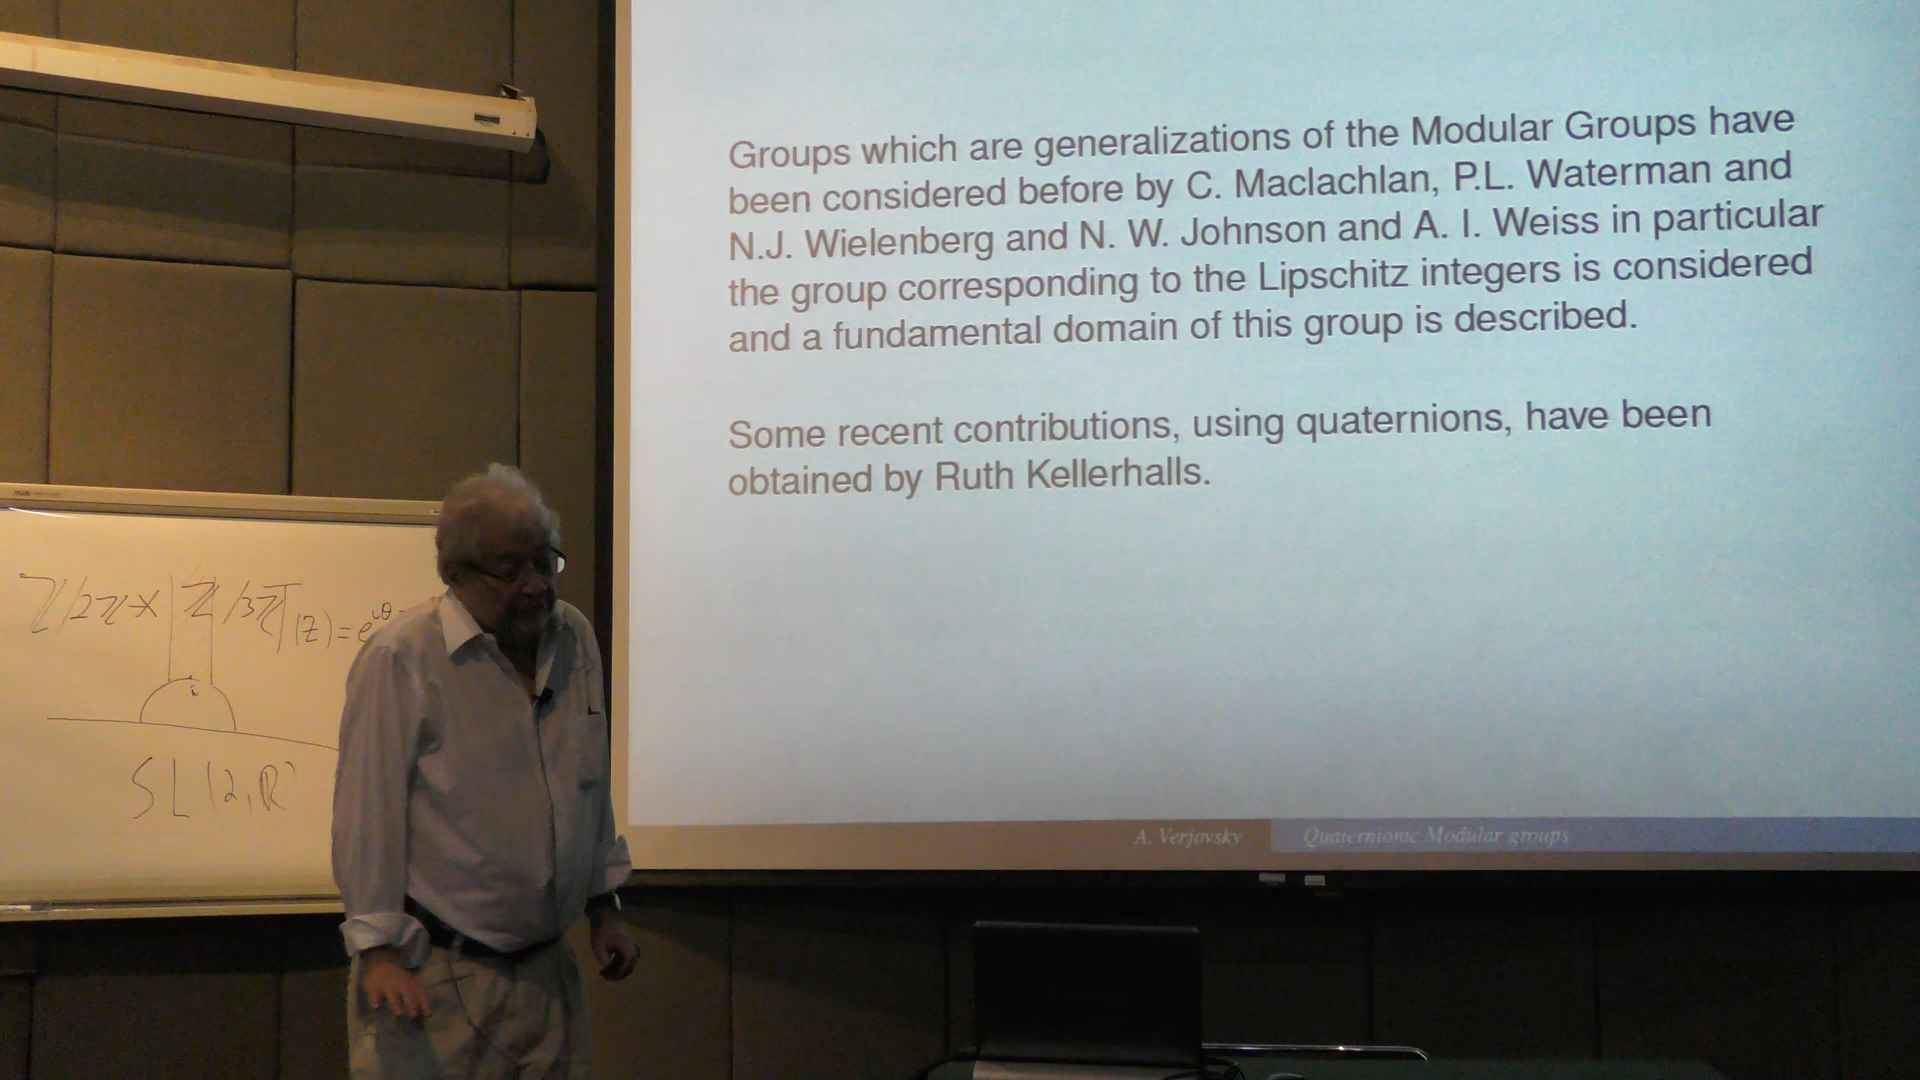 Groups which are generalizations of the Modular Groups have
been considered before by C. Maclachlan, P.L. Waterman and
N.J. Wielenberg and N. W. Johnson and A. I. Weiss in particular
the group corresponding to the Lipschitz integers is considered
and a fundamental domain of this group is described.
Some recent contributions, using quaternions, have been
obtained by Ruth Kellerhalls.
A. Verjovsky Quaternionic Modular groups
PLUS
ℤ/2ℤ * ℤ/3ℤ
(z) = e^{iθ}
i
SL(2,ℝ)